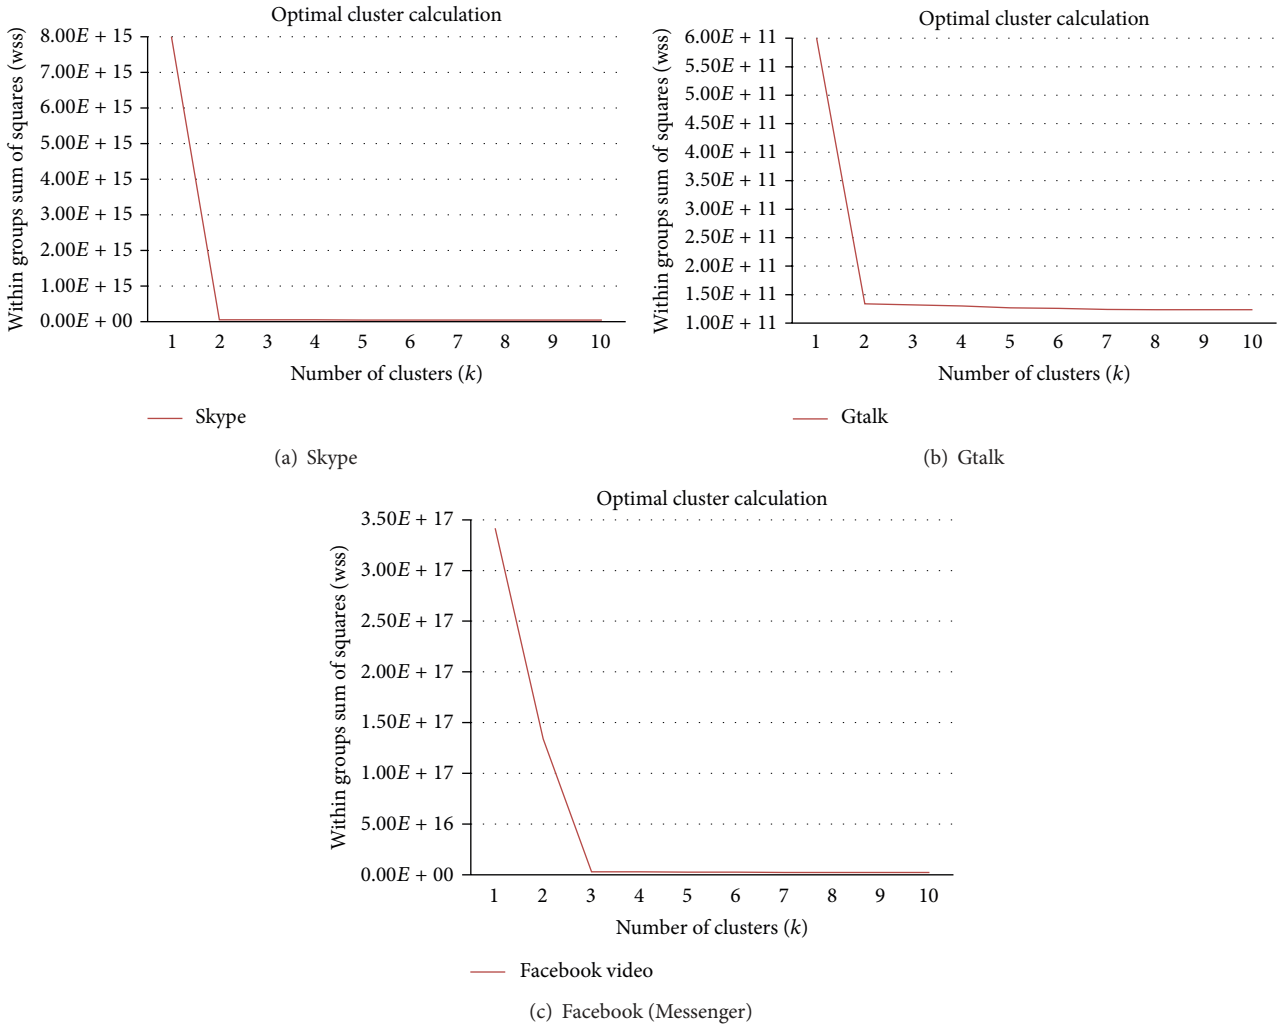 Optimal cluster calculation
Within groups sum of squares (wss)
8.00E + 15
7.00E + 15
6.00E + 15
5.00E + 15
4.00E + 15
3.00E + 15
2.00E + 15
1.00E + 15
0.00E + 00
1 2 3 4 5 6 7 8 9 10
Number of clusters (k)
Skype
(a) Skype
Optimal cluster calculation
Within groups sum of squares (wss)
6.00E + 11
5.50E + 11
5.00E + 11
4.50E + 11
4.00E + 11
3.50E + 11
3.00E + 11
2.50E + 11
2.00E + 11
1.50E + 11
1.00E + 11
1 2 3 4 5 6 7 8 9 10
Number of clusters (k)
Gtalk
(b) Gtalk
Optimal cluster calculation
Within groups sum of squares (wss)
3.50E + 17
3.00E + 17
2.50E + 17
2.00E + 17
1.50E + 17
1.00E + 17
5.00E + 16
0.00E + 00
1 2 3 4 5 6 7 8 9 10
Number of clusters (k)
Facebook video
(c) Facebook (Messenger)